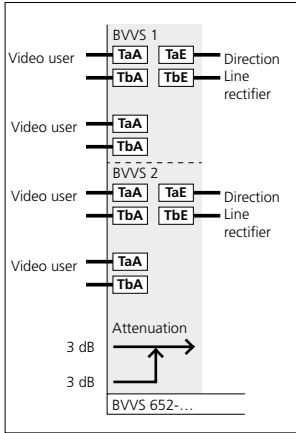 BVVS 1
Video user TaA TaE Direction
TbA TbE Line
rectifier
Video user TaA
TbA
BVVS 2
Video user TaA TaE Direction
TbA TbE Line
rectifier
Video user TaA
TbA
Attenuation
3 dB
3 dB
BVVS 652-...